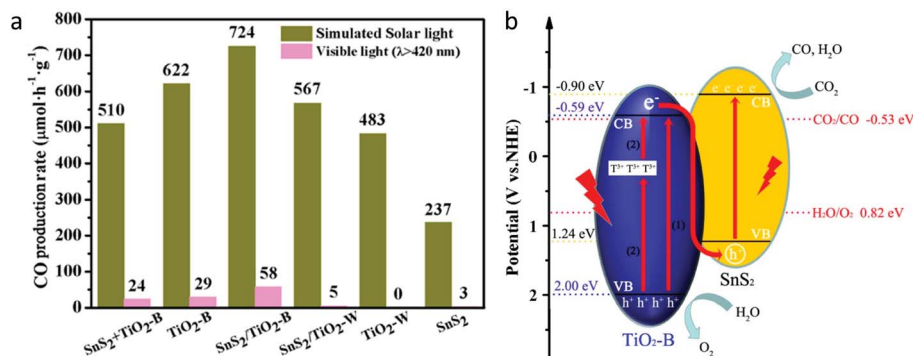 a
CO production rate (μmol·h⁻¹·g⁻¹)
800
700
600
500
400
300
200
100
0
Simulated Solar light
Visible light (λ>420 nm)
510
24
622
29
724
58
567
5
483
0
237
3
SnS₂+TiO₂-B
TiO₂-B
SnS₂/TiO₂-B
SnS₂/TiO₂-W
TiO₂-W
SnS₂
b
Potential (V vs.NHE)
-1
0
1
2
-0.90 eV
-0.59 eV
1.24 eV
2.00 eV
CO, H₂O
CO₂
CO₂/CO -0.53 eV
H₂O/O₂ 0.82 eV
e⁻
CB
(2)
T³⁺ T³⁺ T³⁺
(1)
(2)
VB
h⁺ h⁺ h⁺ h⁺
TiO₂-B
e⁻ e⁻ e⁻ e⁻
CB
VB
h⁺
SnS₂
H₂O
O₂